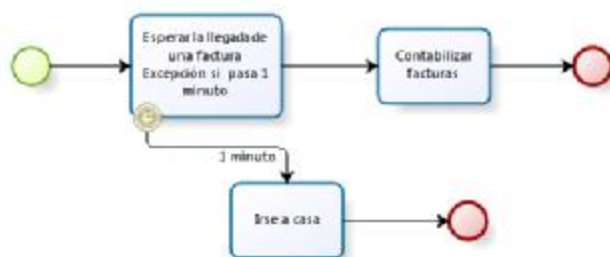 Esperar la llegada de
una factura
Excepción si pasa 1
minuto
Contabilizar
facturas
1 minuto
Irse a casa